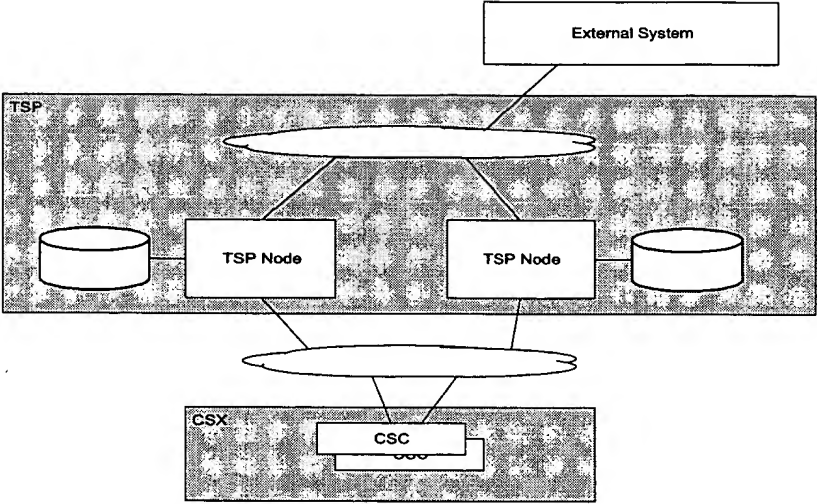 External System
TSP
TSP Node
TSP Node
CSX
CSC